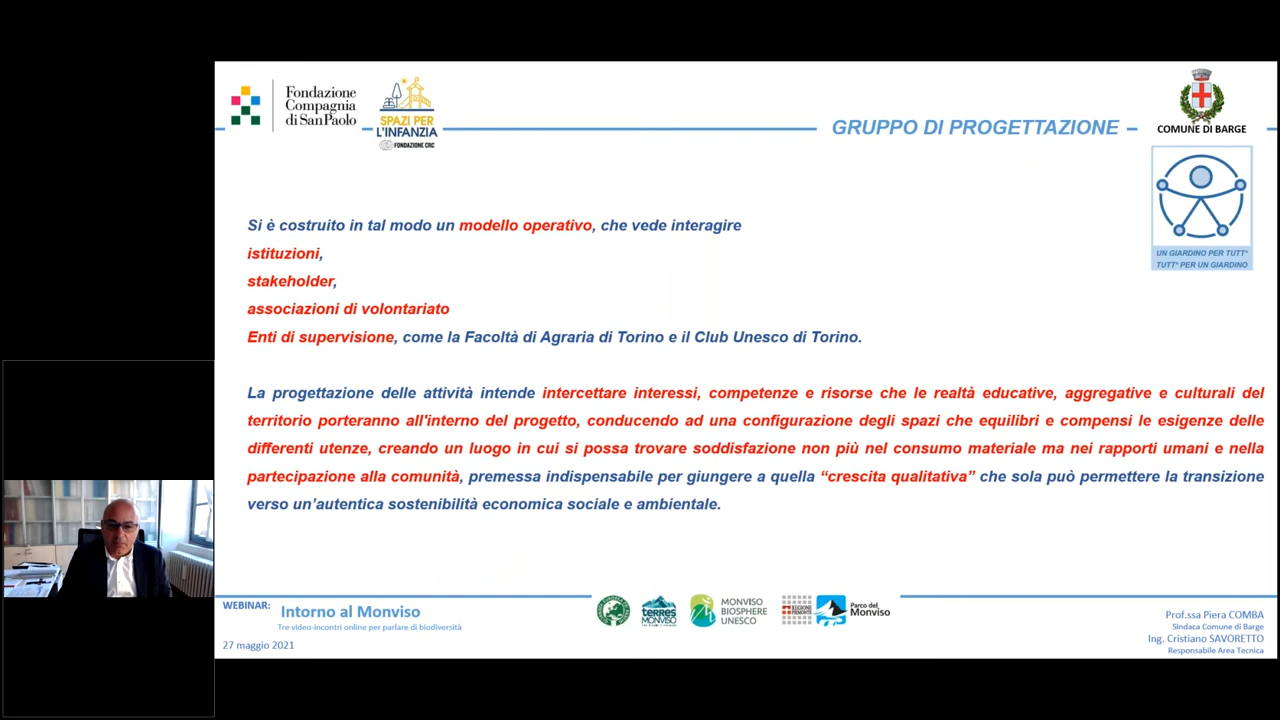 Fondazione
Compagnia
di San Paolo
SPAZI PER
L'INFANZIA
FONDAZIONE CRC
GRUPPO DI PROGETTAZIONE
COMUNE DI BARGE
UN GIARDINO PER TUTT*
TUTT* PER UN GIARDINO
Si è costruito in tal modo un modello operativo, che vede interagire
istituzioni,
stakeholder,
associazioni di volontariato
Enti di supervisione, come la Facoltà di Agraria di Torino e il Club Unesco di Torino.
La progettazione delle attività intende intercettare interessi, competenze e risorse che le realtà educative, aggregative e culturali del
territorio porteranno all'interno del progetto, conducendo ad una configurazione degli spazi che equilibri e compensi le esigenze delle
differenti utenze, creando un luogo in cui si possa trovare soddisfazione non più nel consumo materiale ma nei rapporti umani e nella
partecipazione alla comunità, premessa indispensabile per giungere a quella “crescita qualitativa” che sola può permettere la transizione
verso un’autentica sostenibilità economica sociale e ambientale.
WEBINAR: Intorno al Monviso
Tre video-incontri online per parlare di biodiversità
27 maggio 2021
terres
MONVISO
MONVISO
BIOSPHERE
UNESCO
REGIONE
PIEMONTE
Parco del
Monviso
Prof.ssa Piera COMBA
Sindaca Comune di Barge
Ing. Cristiano SAVORETTO
Responsabile Area Tecnica